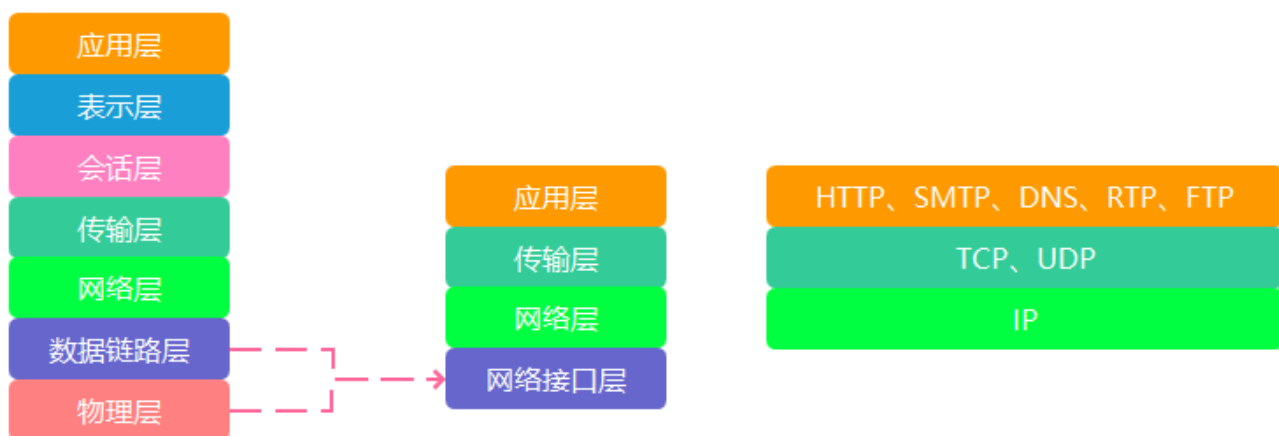 应用层
表示层
会话层
传输层
网络层
数据链路层
物理层
应用层
传输层
网络层
网络接口层
HTTP、SMTP、DNS、RTP、FTP
TCP、UDP
IP